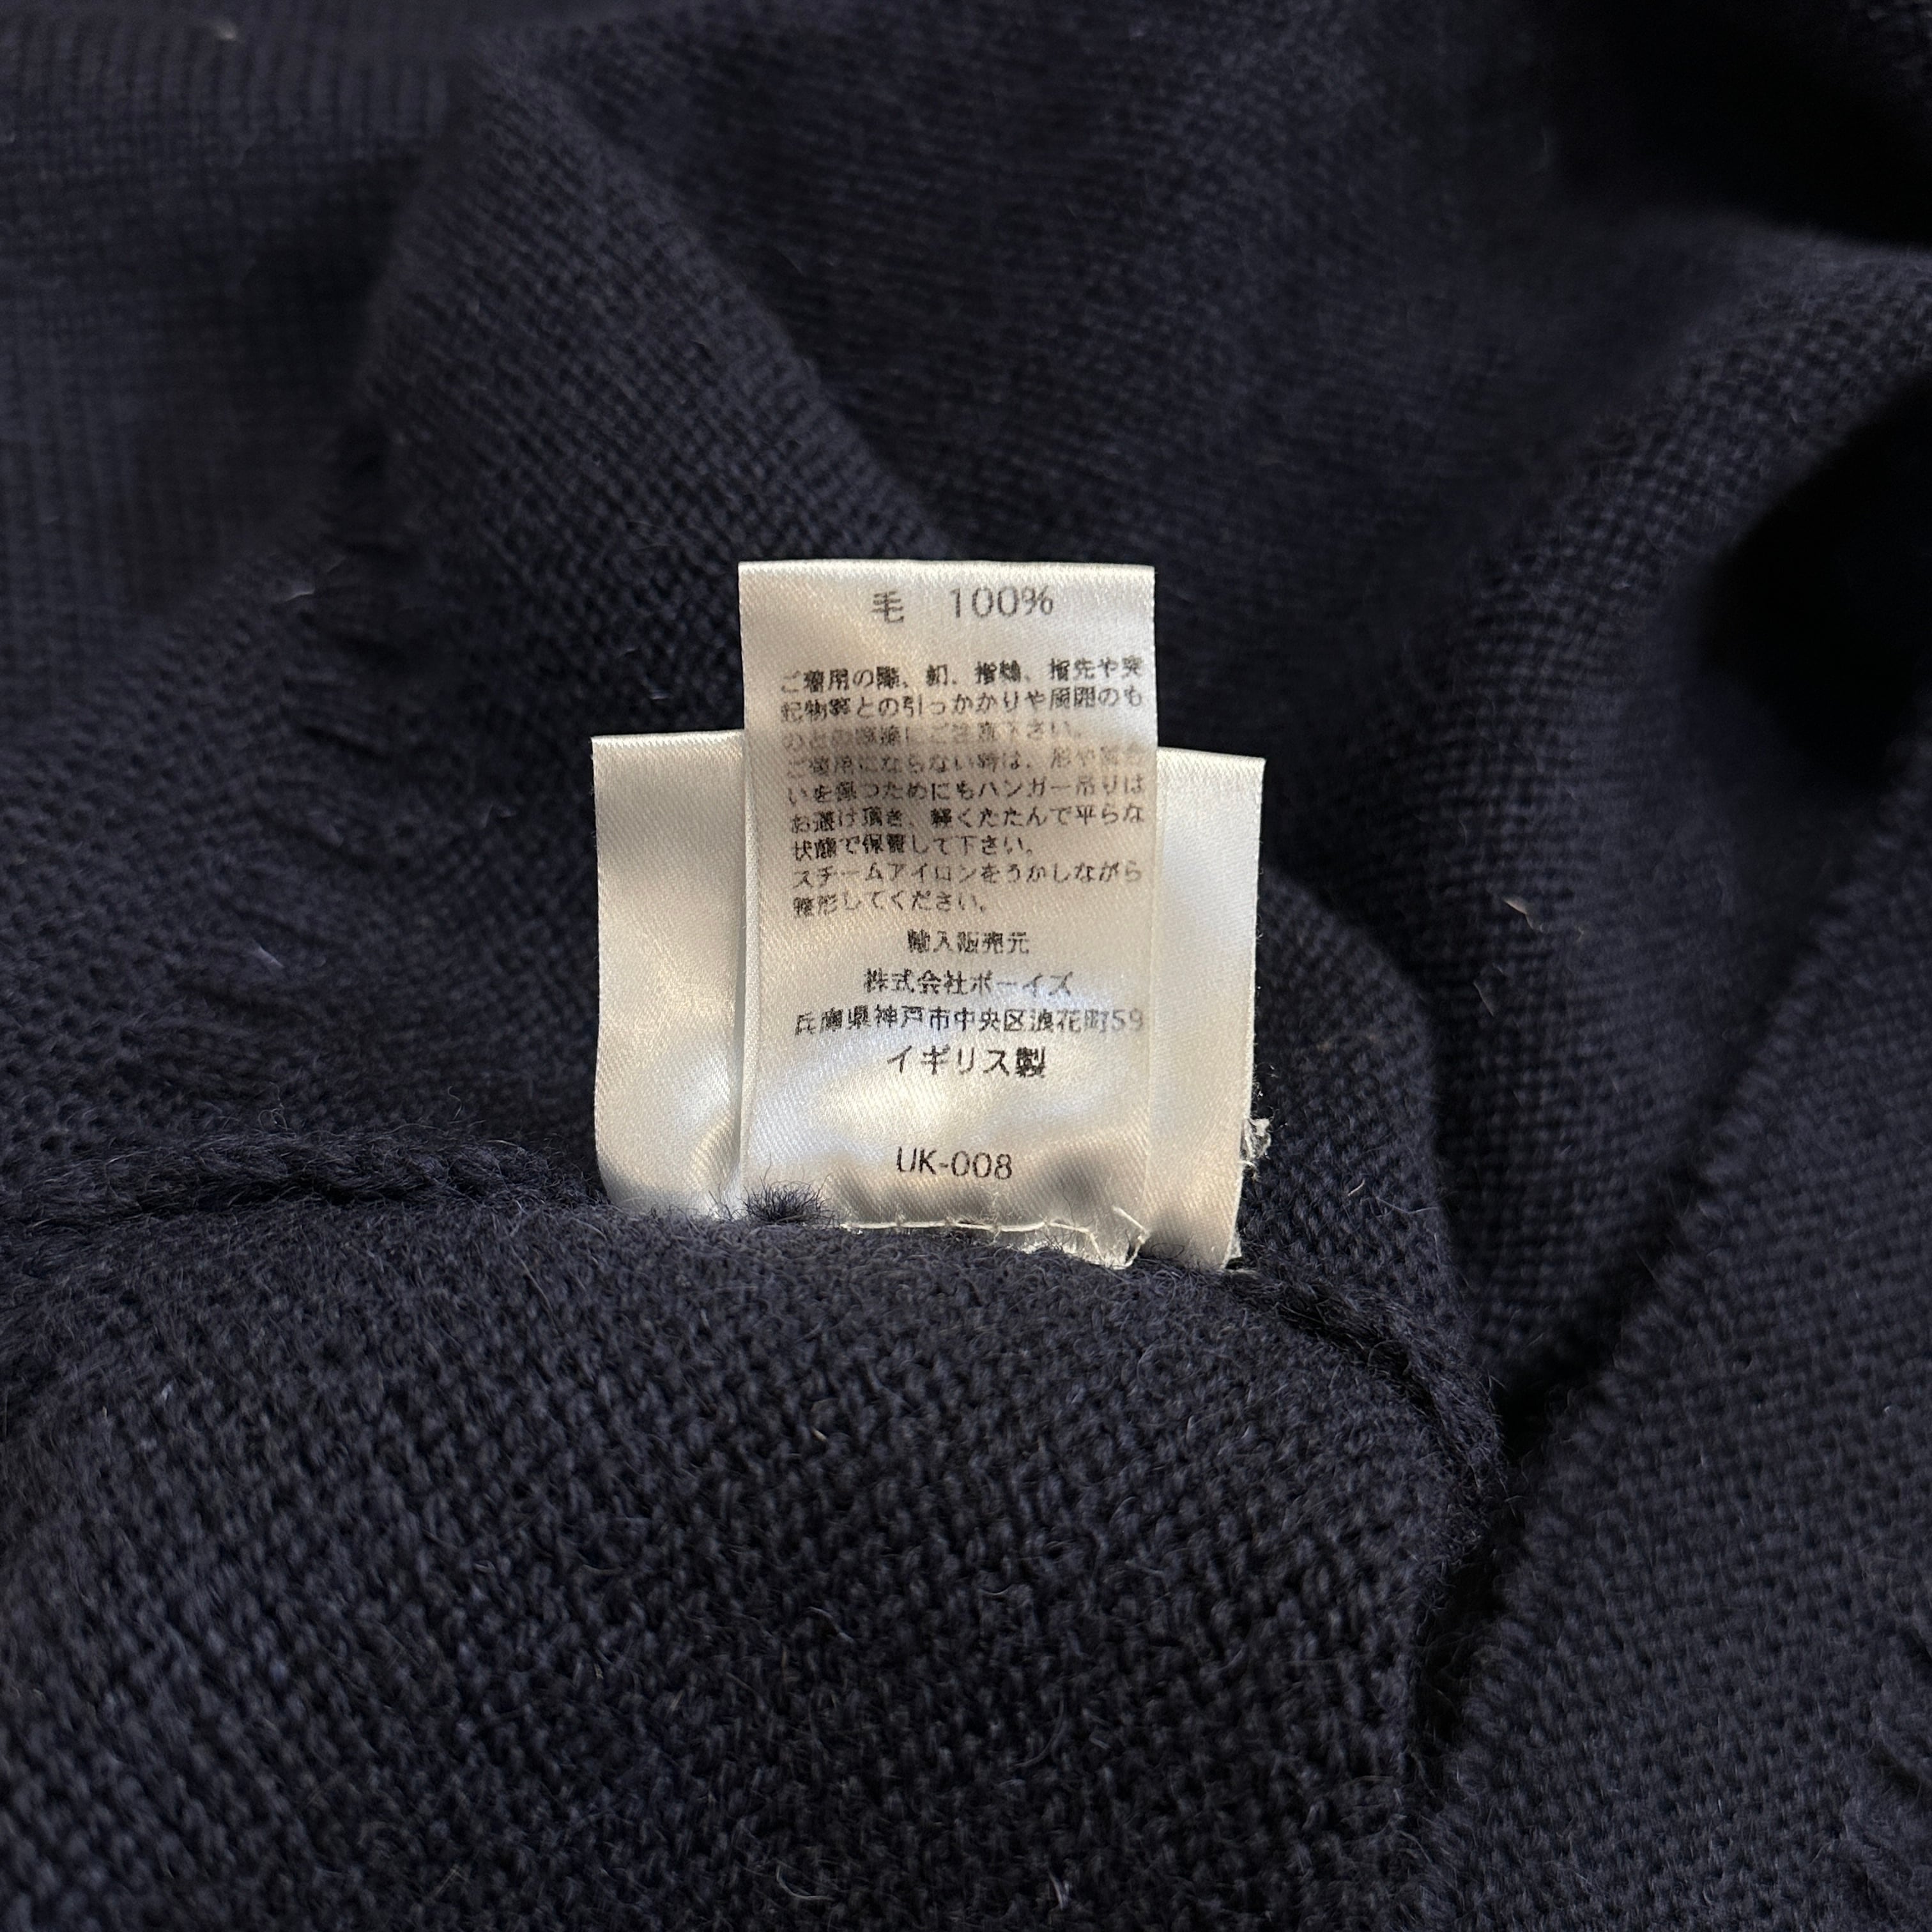 毛 100%
ご着用の際、釦、指輪、指先や突
起物等との引っかかりや周囲のも
のとの摩擦にご注意下さい。
ご着用にならない時は、形や風合
いを保つためにもハンガー吊りは
お避け頂き、軽くたたんで平らな
状態で保管して下さい。
スチームアイロンをうかしながら
整形してください。
輸入販売元
株式会社ボーイズ
兵庫県神戸市中央区浪花町59
イギリス製
UK-008